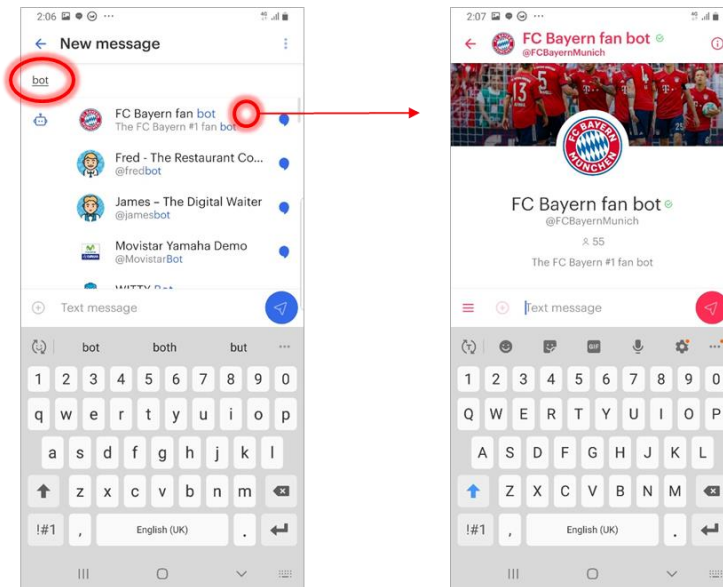 2:06
New message
bot
FC Bayern fan bot
The FC Bayern #1 fan bot
Fred - The Restaurant Co...
@fredbot
James – The Digital Waiter
@jamesbot
Movistar Yamaha Demo
@MovistarBot
WITTY Bot
Text message
bot both but
1 2 3 4 5 6 7 8 9 0
q w e r t y u i o p
a s d f g h j k l
z x c v b n m
!#1 , English (UK) .
2:07
FC Bayern fan bot
@FCBayernMunich
FC BAYERN
MÜNCHEN
FC Bayern fan bot
@FCBayernMunich
55
The FC Bayern #1 fan bot
Text message
GIF
1 2 3 4 5 6 7 8 9 0
Q W E R T Y U I O P
A S D F G H J K L
Z X C V B N M
!#1 , English (UK) .